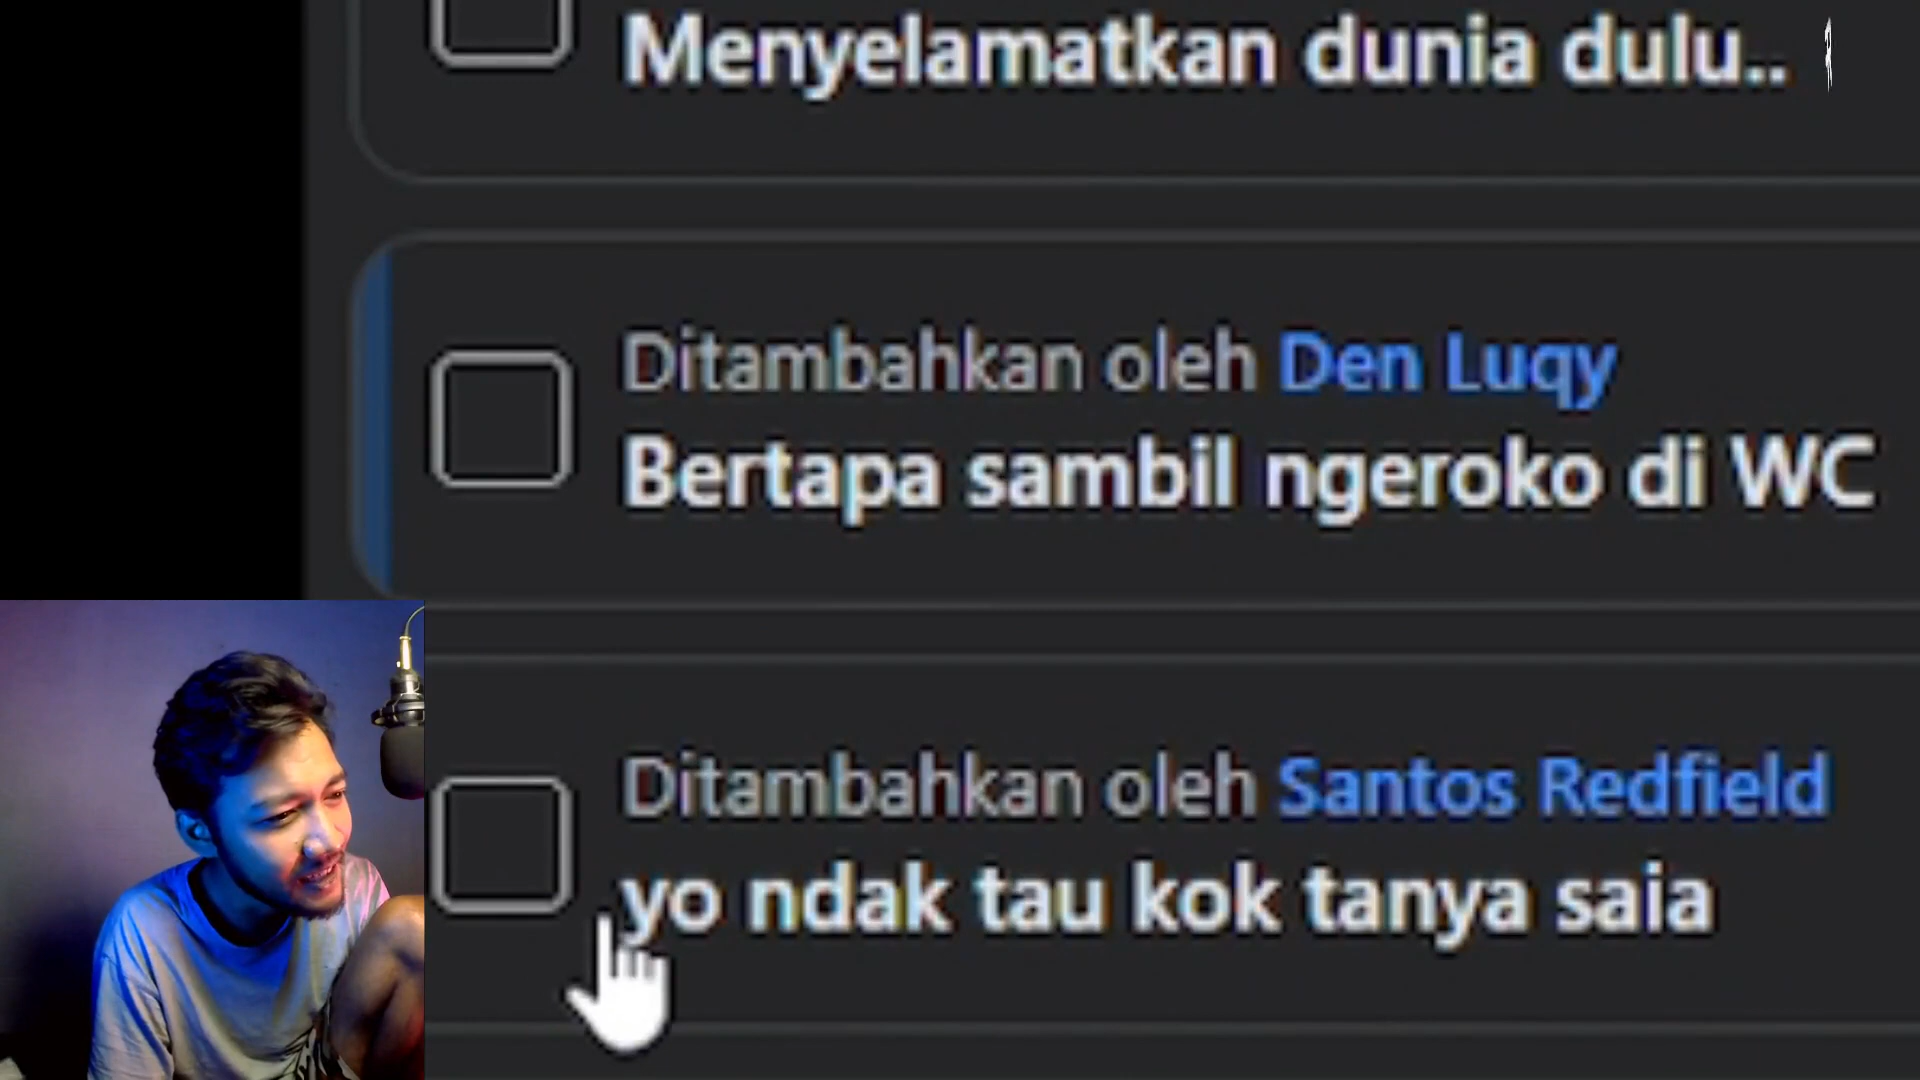 Menyelamatkan dunia dulu..
Ditambahkan oleh Den Luqy
Bertapa sambil ngeroko di WC
Ditambahkan oleh Santos Redfield
yo ndak tau kok tanya saia